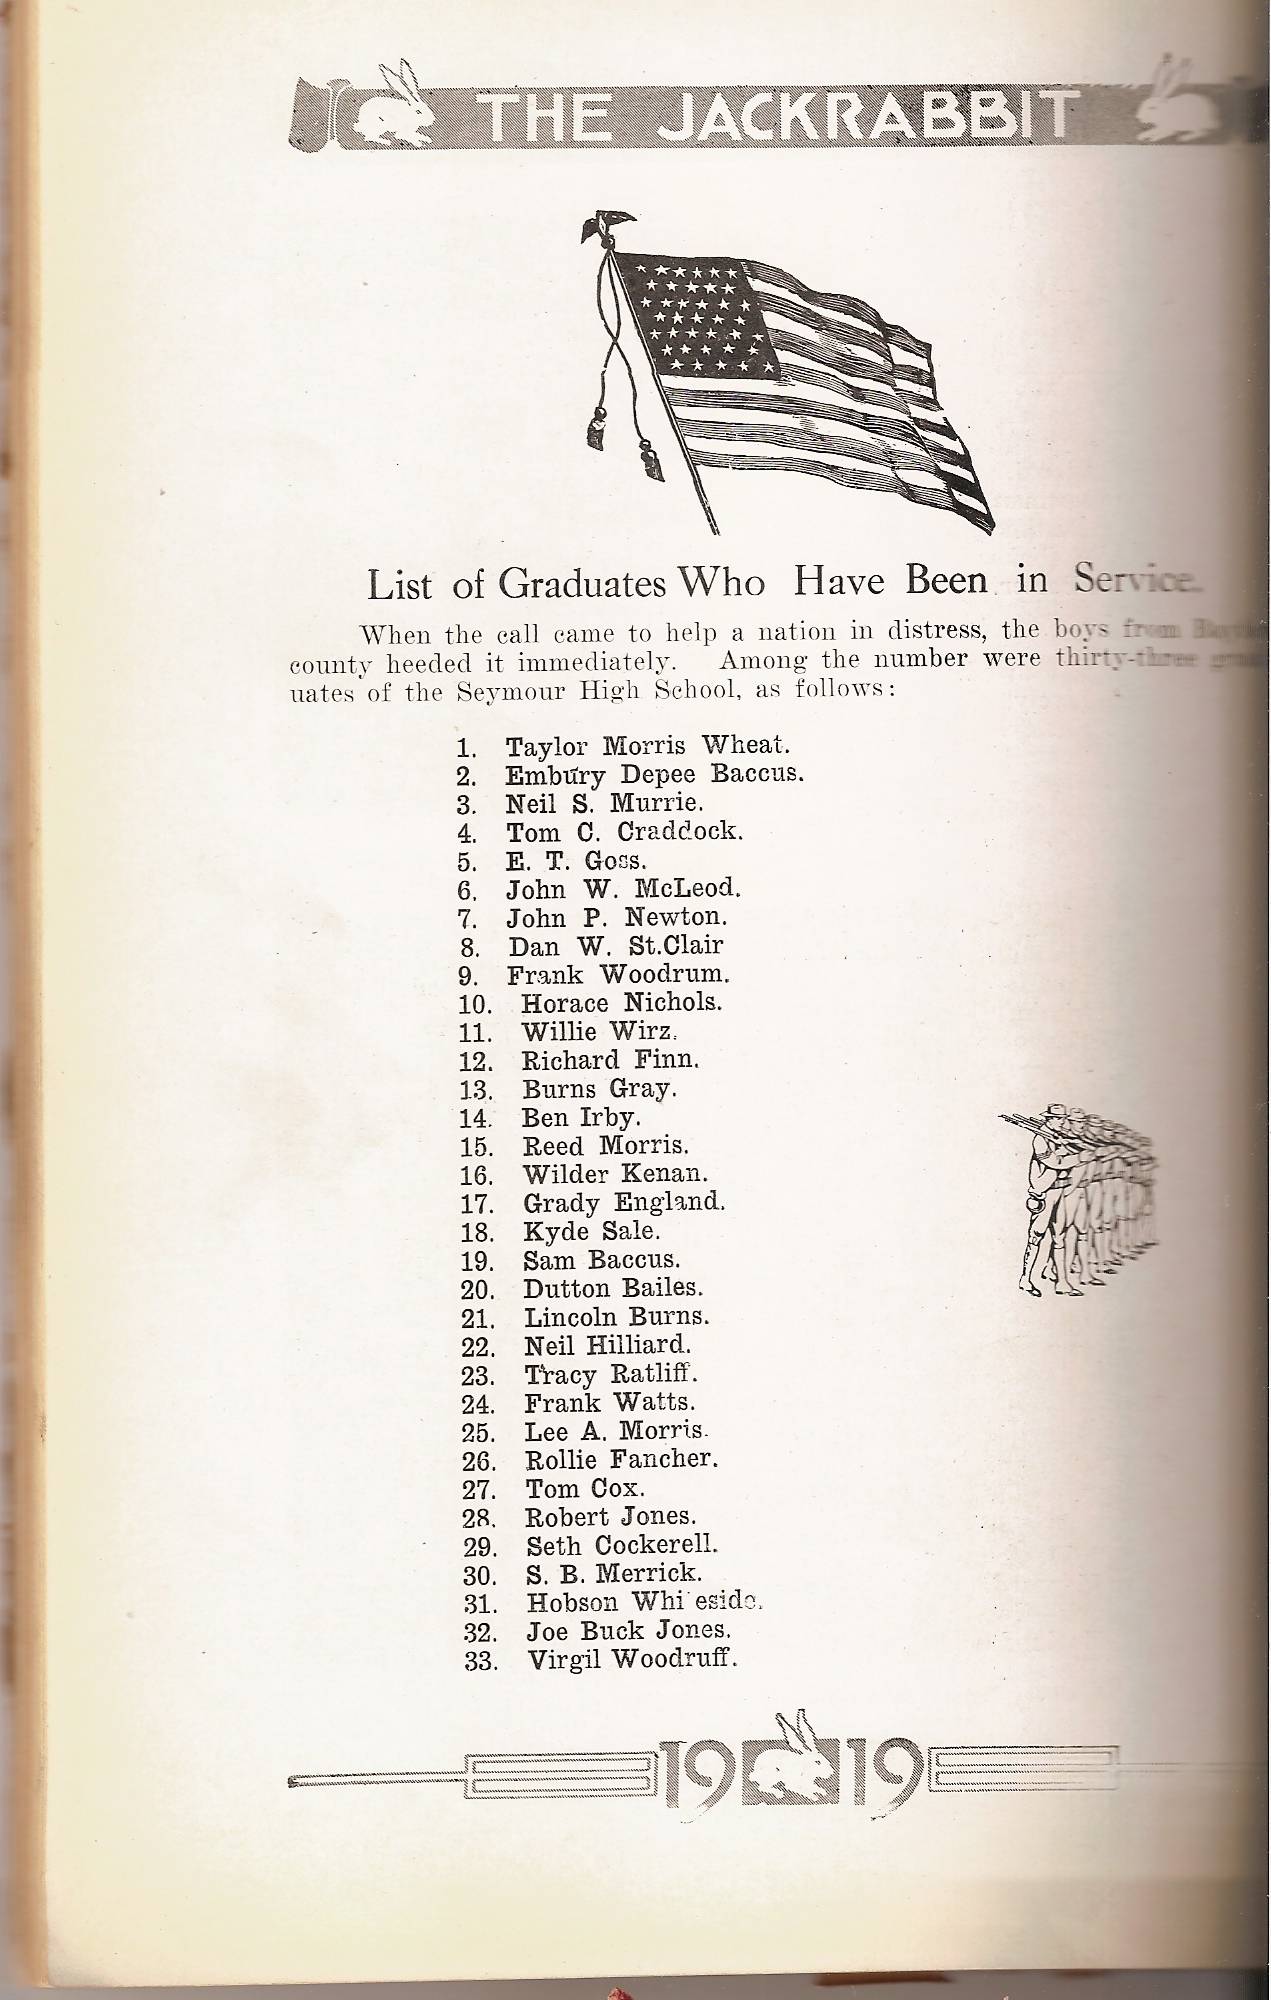 THE JACKRABBIT
List of Graduates Who Have Been in Service.
When the call came to help a nation in distress, the boys from
county heeded it immediately. Among the number were thirty-three
uates of the Seymour High School, as follows:
1. Taylor Morris Wheat.
2. Embury Depee Baccus.
3. Neil S. Murrie.
4. Tom C. Craddock.
5. E. T. Goss.
6. John W. McLeod.
7. John P. Newton.
8. Dan W. St.Clair
9. Frank Woodrum.
10. Horace Nichols.
11. Willie Wirz.
12. Richard Finn.
13. Burns Gray.
14. Ben Irby.
15. Reed Morris.
16. Wilder Kenan.
17. Grady England.
18. Kyde Sale.
19. Sam Baccus.
20. Dutton Bailes.
21. Lincoln Burns.
22. Neil Hilliard.
23. Tracy Ratliff.
24. Frank Watts.
25. Lee A. Morris.
26. Rollie Fancher.
27. Tom Cox.
28. Robert Jones.
29. Seth Cockerell.
30. S. B. Merrick.
31. Hobson Whi eside.
32. Joe Buck Jones.
33. Virgil Woodruff.
19 19